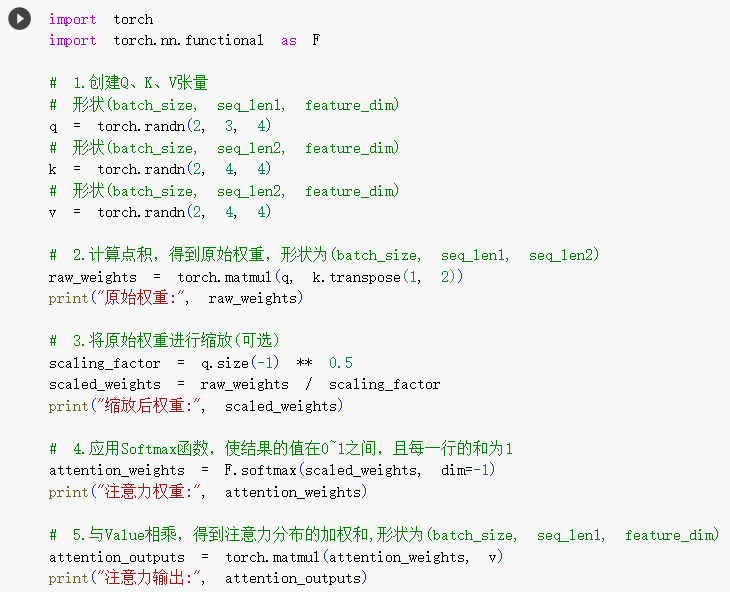 import torch
import torch.nn.functional as F
# 1.创建Q、K、V张量
# 形状(batch_size, seq_len1, feature_dim)
q = torch.randn(2, 3, 4)
# 形状(batch_size, seq_len2, feature_dim)
k = torch.randn(2, 4, 4)
# 形状(batch_size, seq_len2, feature_dim)
v = torch.randn(2, 4, 4)
# 2.计算点积，得到原始权重，形状为(batch_size, seq_len1, seq_len2)
raw_weights = torch.matmul(q, k.transpose(1, 2))
print("原始权重:", raw_weights)
# 3.将原始权重进行缩放(可选)
scaling_factor = q.size(-1) ** 0.5
scaled_weights = raw_weights / scaling_factor
print("缩放后权重:", scaled_weights)
# 4.应用Softmax函数，使结果的值在0~1之间，且每一行的和为1
attention_weights = F.softmax(scaled_weights, dim=-1)
print("注意力权重:", attention_weights)
# 5.与Value相乘，得到注意力分布的加权和,形状为(batch_size, seq_len1, feature_dim)
attention_outputs = torch.matmul(attention_weights, v)
print("注意力输出:", attention_outputs)